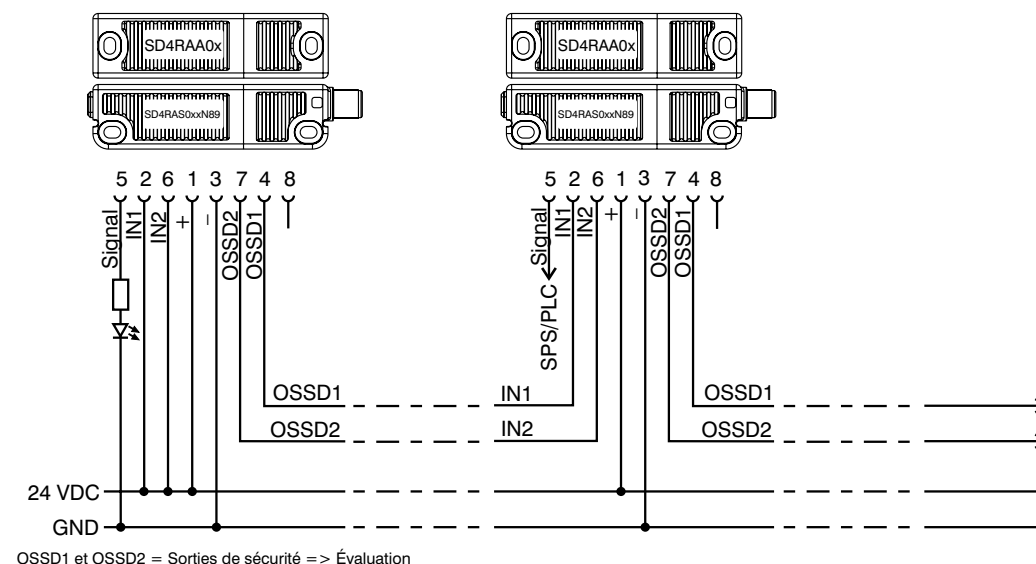 SD4RAA0x SD4RAA0x
SD4RAS0xxN89 SD4RAS0xxN89
5 2 6 1 3 7 4 8 5 2 6 1 3 7 4 8
Signal IN1 IN2 + – OSSD2 OSSD1 Signal IN1 IN2 + – OSSD2 OSSD1
SPS/PLC
OSSD1 IN1 OSSD1
OSSD2 IN2 OSSD2
24 VDC
GND
OSSD1 et OSSD2 = Sorties de sécurité => Évaluation